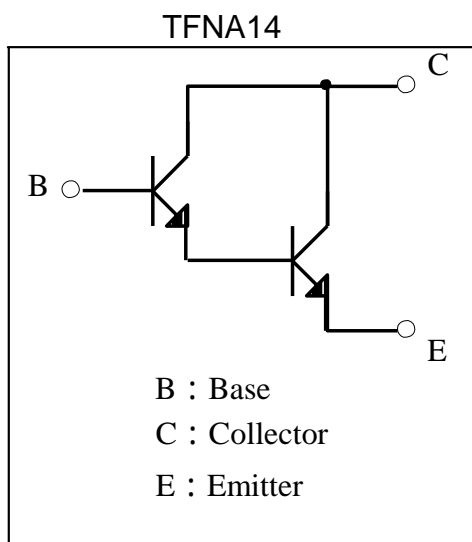 TFNA14
C
B
E
B：Base
C：Collector
E：Emitter